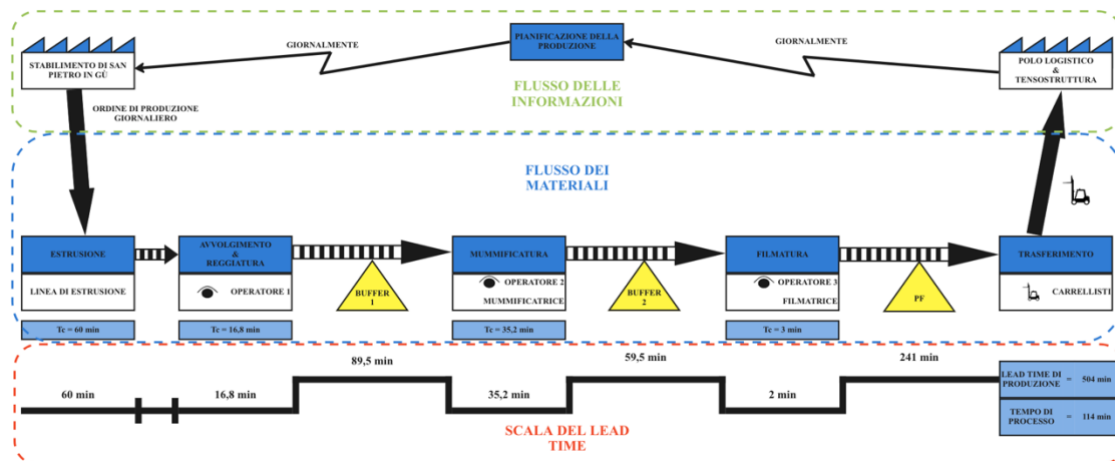 PIANIFICAZIONE DELLA
PRODUZIONE
GIORNALMENTE
GIORNALMENTE
STABILIMENTO DI SAN
PIETRO IN GÙ
POLO LOGISTICO
&
TENSOSTRUTTURA
FLUSSO DELLE
INFORMAZIONI
ORDINE DI PRODUZIONE
GIORNALIERO
FLUSSO DEI
MATERIALI
ESTRUSIONE
LINEA DI ESTRUSIONE
Tc = 60 min
AVVOLGIMENTO
&
REGGIATURA
OPERATORE 1
Tc = 16,8 min
BUFFER
1
MUMMIFICATURA
OPERATORE 2
MUMMIFICATRICE
Tc = 35,2 min
BUFFER
2
FILMATURA
OPERATORE 3
FILMATRICE
Tc = 3 min
PF
TRASFERIMENTO
CARRELLISTI
60 min
16,8 min
89,5 min
35,2 min
59,5 min
2 min
241 min
LEAD TIME DI
PRODUZIONE = 504 min
TEMPO DI
PROCESSO = 114 min
SCALA DEL LEAD
TIME